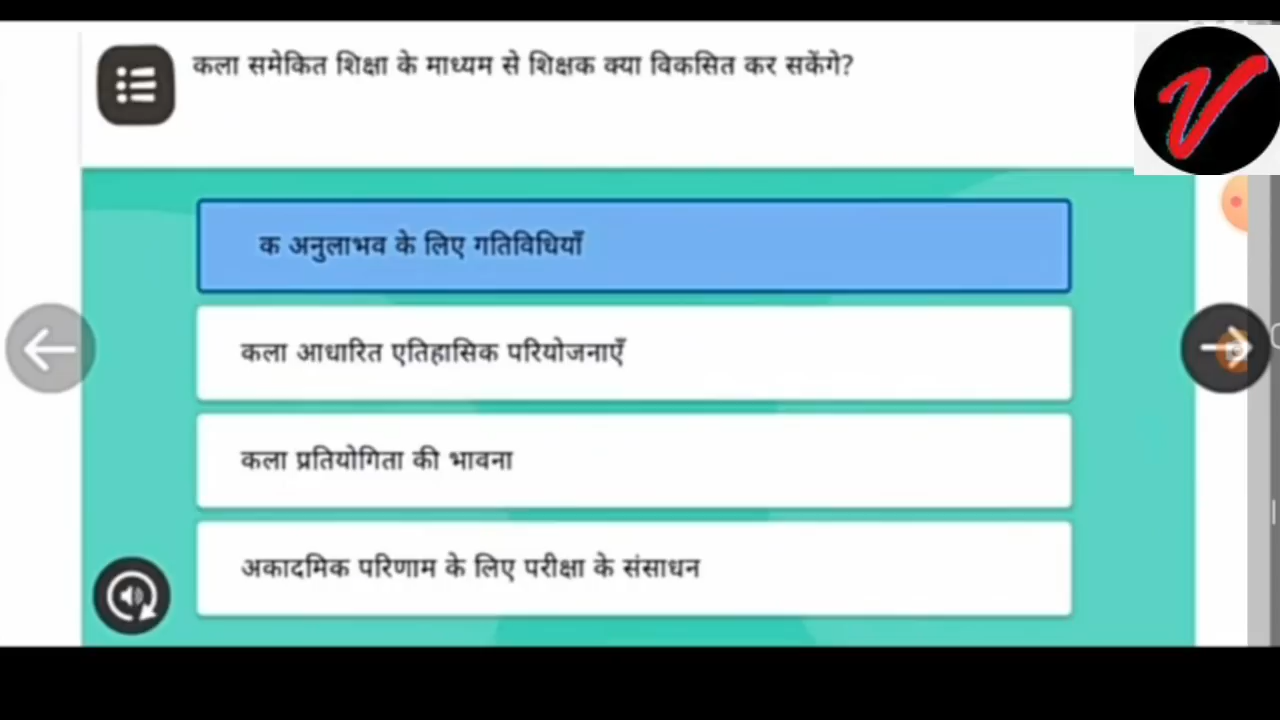 कला समेकित शिक्षा के माध्यम से शिक्षक क्या विकसित कर सकेंगे?
क अनुलाभव के लिए गतिविधियाँ
कला आधारित एतिहासिक परियोजनाएँ
कला प्रतियोगिता की भावना
अकादमिक परिणाम के लिए परीक्षा के संसाधन